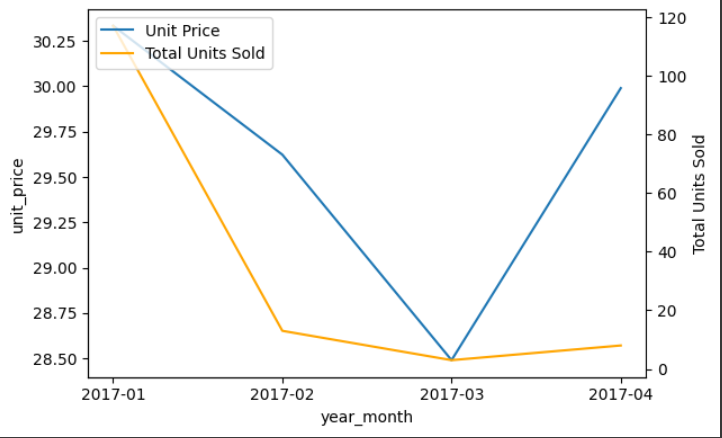 Unit Price
Total Units Sold
30.25
30.00
29.75
29.50
29.25
29.00
28.75
28.50
unit_price
120
100
80
60
40
20
0
Total Units Sold
2017-01 2017-02 2017-03 2017-04
year_month